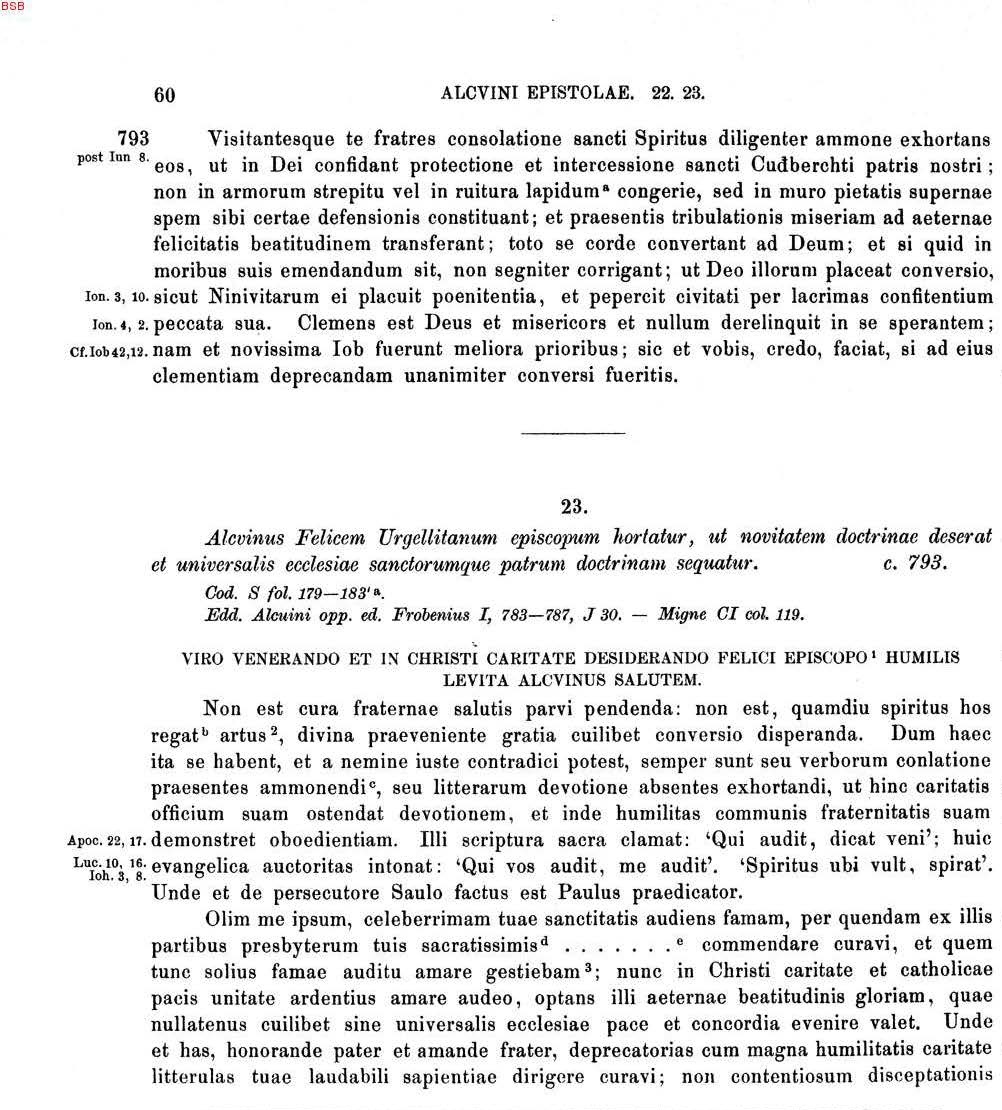 BSB
60 ALCVINI EPISTOLAE. 22. 23.
793 Visitantesque te fratres consolatione sancti Spiritus diligenter ammone exhortans
post Iun 8. eos, ut in Dei confidant protectione et intercessione sancti Cudberchti patris nostri;
non in armorum strepitu vel in ruitura lapidumᵃ congerie, sed in muro pietatis supernae
spem sibi certae defensionis constituant; et praesentis tribulationis miseriam ad aeternae
felicitatis beatitudinem transferant; toto se corde convertant ad Deum; et si quid in
moribus suis emendandum sit, non segniter corrigant; ut Deo illorum placeat conversio,
Ion. 3, 10. sicut Ninivitarum ei placuit poenitentia, et pepercit civitati per lacrimas confitentium
Ion. 4, 2. peccata sua. Clemens est Deus et misericors et nullum derelinquit in se sperantem;
Cf. Iob 42,12. nam et novissima Iob fuerunt meliora prioribus; sic et vobis, credo, faciat, si ad eius
clementiam deprecandam unanimiter conversi fueritis.
23.
Alcvinus Felicem Urgellitanum episcopum hortatur, ut novitatem doctrinae deserat
et universalis ecclesiae sanctorumque patrum doctrinam sequatur. c. 793.
Cod. S fol. 179—183'ᵃ.
Edd. Alcuini opp. ed. Frobenius I, 783—787, J 30. — Migne CI col. 119.
VIRO VENERANDO ET IN CHRISTI CARITATE DESIDERANDO FELICI EPISCOPO¹ HUMILIS
LEVITA ALCVINUS SALUTEM.
Non est cura fraternae salutis parvi pendenda: non est, quamdiu spiritus hos
regatᵇ artus², divina praeveniente gratia cuilibet conversio disperanda. Dum haec
ita se habent, et a nemine iuste contradici potest, semper sunt seu verborum conlatione
praesentes ammonendiᶜ, seu litterarum devotione absentes exhortandi, ut hinc caritatis
officium suam ostendat devotionem, et inde humilitas communis fraternitatis suam
Apoc. 22, 17. demonstret oboedientiam. Illi scriptura sacra clamat: ‘Qui audit, dicat veni’; huic
Luc. 10, 16. evangelica auctoritas intonat: ‘Qui vos audit, me audit’. ‘Spiritus ubi vult, spirat’.
Ioh. 3, 8.
Unde et de persecutore Saulo factus est Paulus praedicator.
Olim me ipsum, celeberrimam tuae sanctitatis audiens famam, per quendam ex illis
partibus presbyterum tuis sacratissimisᵈ . . . . . . .ᵉ commendare curavi, et quem
tunc solius famae auditu amare gestiebam³; nunc in Christi caritate et catholicae
pacis unitate ardentius amare audeo, optans illi aeternae beatitudinis gloriam, quae
nullatenus cuilibet sine universalis ecclesiae pace et concordia evenire valet. Unde
et has, honorande pater et amande frater, deprecatorias cum magna humilitatis caritate
litterulas tuae laudabili sapientiae dirigere curavi; non contentiosum disceptationis